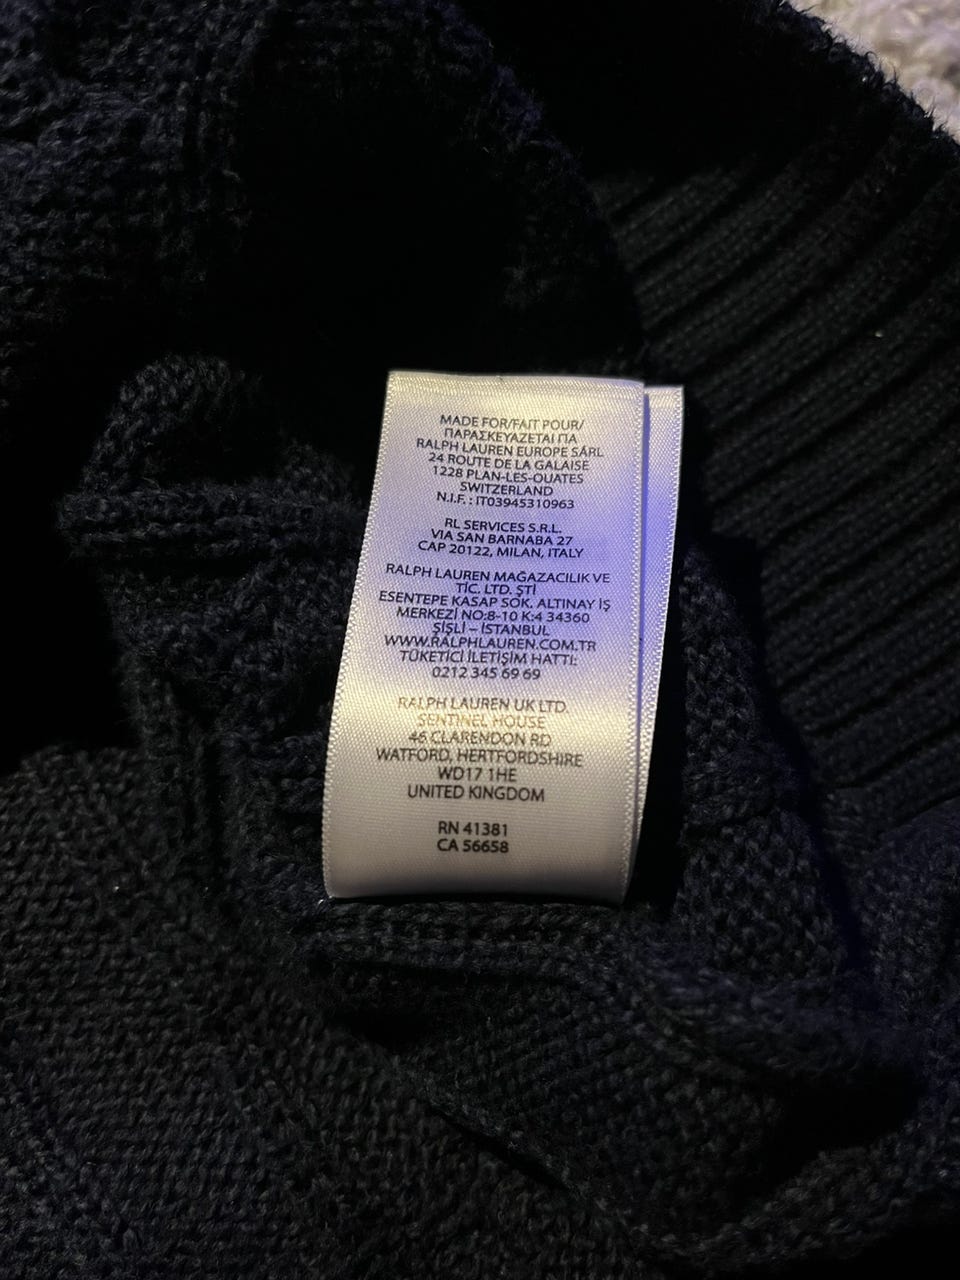 MADE FOR/FAIT POUR/
ΠΑΡΑΣΚΕΥΑΖΕΤΑΙ ΓΙΑ
RALPH LAUREN EUROPE SÀRL
24 ROUTE DE LA GALAISE
1228 PLAN-LES-OUATES
SWITZERLAND
N.I.F. : IT03945310963
RL SERVICES S.R.L.
VIA SAN BARNABA 27
CAP 20122, MILAN, ITALY
RALPH LAUREN MAĞAZACILIK VE
TİC. LTD. ŞTİ
ESENTEPE KASAP SOK. ALTINAY İŞ
MERKEZİ NO:8-10 K:4 34360
ŞİŞLİ – İSTANBUL
WWW.RALPHLAUREN.COM.TR
TÜKETİCİ İLETİŞİM HATTI:
0212 345 69 69
RALPH LAUREN UK LTD.
SENTINEL HOUSE
46 CLARENDON RD
WATFORD, HERTFORDSHIRE
WD17 1HE
UNITED KINGDOM
RN 41381
CA 56658